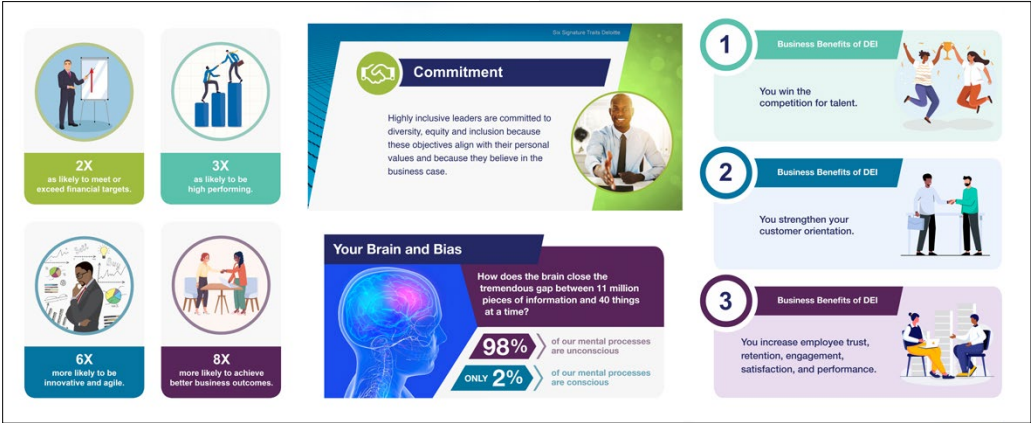 2X
as likely to meet or
exceed financial targets.
3X
as likely to be
high performing.
6X
more likely to be
innovative and agile.
8X
more likely to achieve
better business outcomes.
Six Signature Traits Deloitte
Commitment
Highly inclusive leaders are committed to
diversity, equity and inclusion because
these objectives align with their personal
values and because they believe in the
business case.
Your Brain and Bias
How does the brain close the
tremendous gap between 11 million
pieces of information and 40 things
at a time?
98% of our mental processes
are unconscious
ONLY 2% of our mental processes
are conscious
1
Business Benefits of DEI
You win the
competition for talent.
2
Business Benefits of DEI
You strengthen your
customer orientation.
3
Business Benefits of DEI
You increase employee trust,
retention, engagement,
satisfaction, and performance.